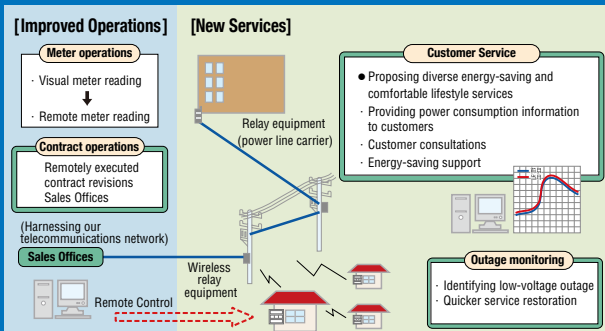 [Improved Operations]
Meter operations
· Visual meter reading
· Remote meter reading
Contract operations
Remotely executed
contract revisions
Sales Offices
(Harnessing our
telecommunications network)
Sales Offices
Remote Control
[New Services]
Relay equipment
(power line carrier)
Wireless
relay
equipment
Customer Service
● Proposing diverse energy-saving and
comfortable lifestyle services
· Providing power consumption information
to customers
· Customer consultations
· Energy-saving support
Outage monitoring
· Identifying low-voltage outage
· Quicker service restoration